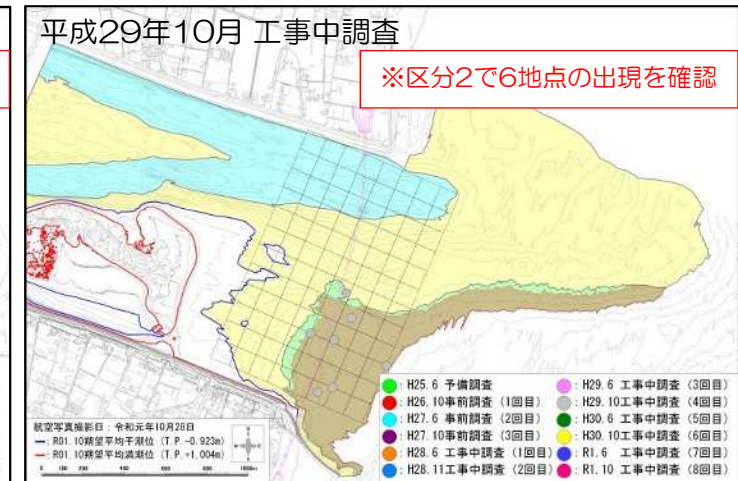 平成29年10月 工事中調査
※区分2で6地点の出現を確認
航空写真撮影日：令和元年10月28日
R01.10朔望平均干潮位（T.P.-0.923m）
R01.10朔望平均満潮位（T.P.+1.004m）
0 100 200 400 600 800 1000m
：H25.6 予備調査
：H26.10事前調査（1回目）
：H27.6 事前調査（2回目）
：H27.10事前調査（3回目）
：H28.6 工事中調査（1回目）
：H28.11工事中調査（2回目）
：H29.6 工事中調査（3回目）
：H29.10工事中調査（4回目）
：H30.6 工事中調査（5回目）
：H30.10工事中調査（6回目）
：R1.6 工事中調査（7回目）
：R1.10 工事中調査（8回目）